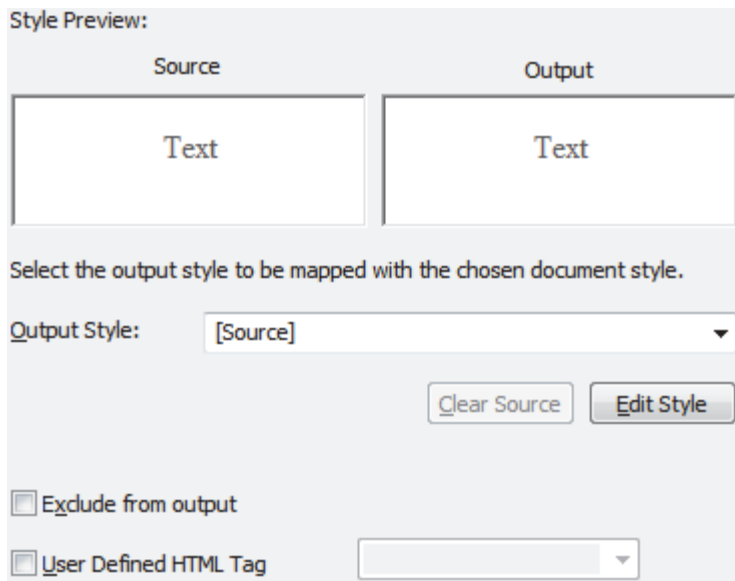 Style Preview:
Source Output
Text Text
Select the output style to be mapped with the chosen document style.
Output Style: [Source]
Clear Source Edit Style
Exclude from output
User Defined HTML Tag